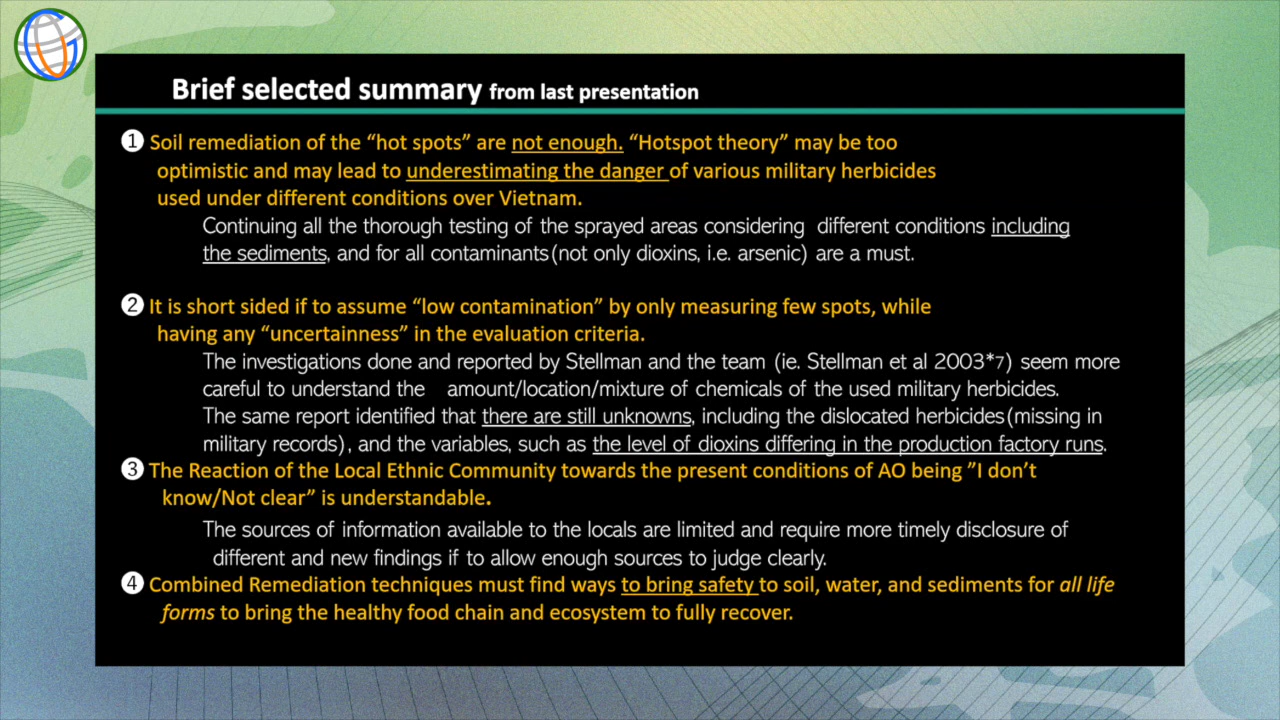 Brief selected summary from last presentation
1 Soil remediation of the “hot spots” are not enough. “Hotspot theory” may be too
optimistic and may lead to underestimating the danger of various military herbicides
used under different conditions over Vietnam.
Continuing all the thorough testing of the sprayed areas considering different conditions including
the sediments, and for all contaminants(not only dioxins, i.e. arsenic) are a must.
2 It is short sided if to assume “low contamination” by only measuring few spots, while
having any “uncertainness” in the evaluation criteria.
The investigations done and reported by Stellman and the team (ie. Stellman et al 2003*7) seem more
careful to understand the amount/location/mixture of chemicals of the used military herbicides.
The same report identified that there are still unknowns, including the dislocated herbicides(missing in
military records), and the variables, such as the level of dioxins differing in the production factory runs.
3 The Reaction of the Local Ethnic Community towards the present conditions of AO being ”I don’t
know/Not clear” is understandable.
The sources of information available to the locals are limited and require more timely disclosure of
different and new findings if to allow enough sources to judge clearly.
4 Combined Remediation techniques must find ways to bring safety to soil, water, and sediments for all life
forms to bring the healthy food chain and ecosystem to fully recover.